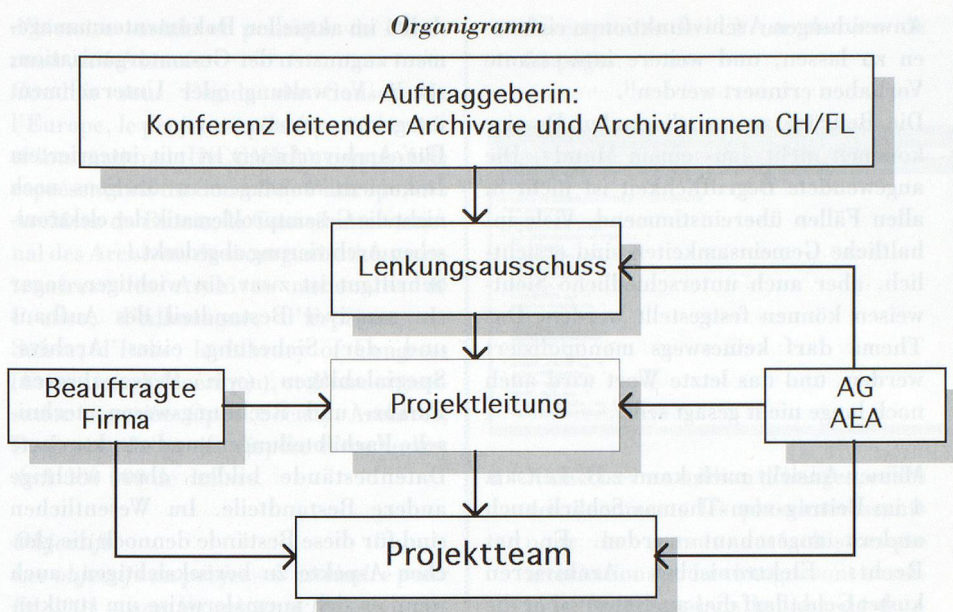 Organigramm
Auftraggeberin:
Konferenz leitender Archivare und Archivarinnen CH/FL
Lenkungsausschuss
Beauftragte
Firma
Projektleitung
AG
AEA
Projektteam